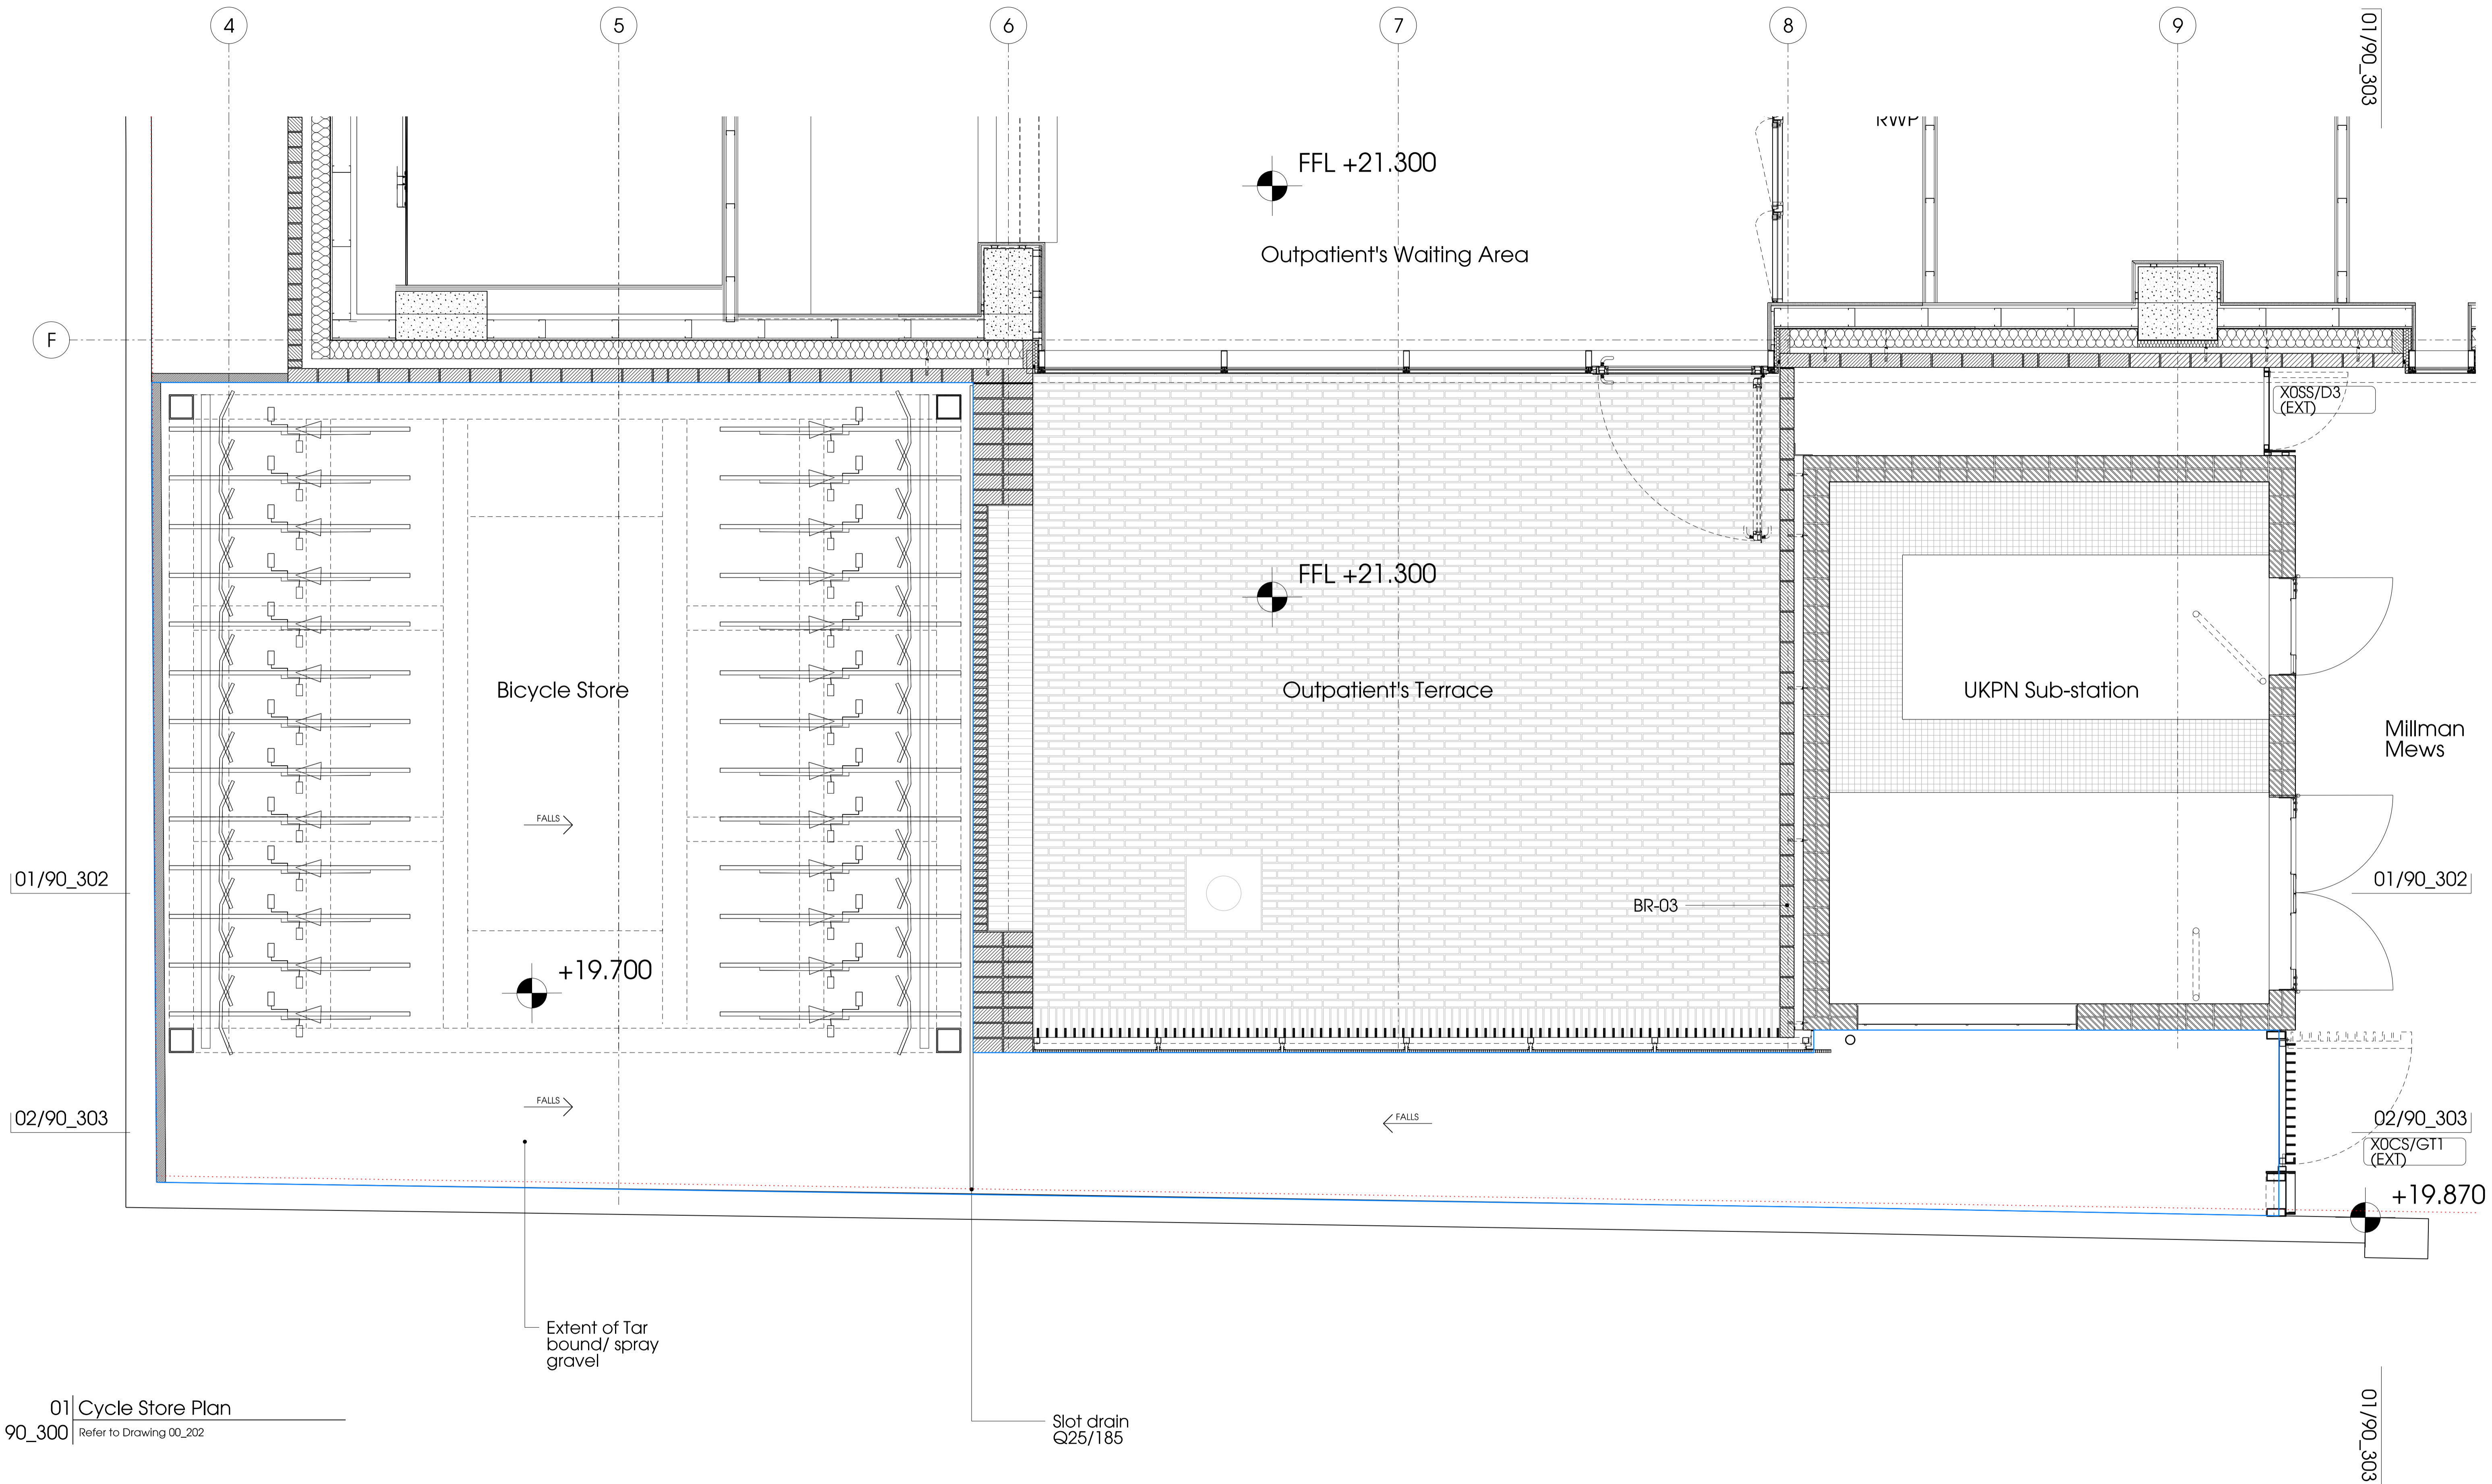 4
5
6
7
8
9
01/90_303
RWP
FFL +21.300
Outpatient's Waiting Area
F
X0SS/D3
(EXT)
FFL +21.300
Bicycle Store
Outpatient's Terrace
UKPN Sub-station
Millman
Mews
FALLS
01/90_302
01/90_302
BR-03
+19.700
FALLS
FALLS
02/90_303
02/90_303
X0CS/GT1
(EXT)
+19.870
Extent of Tar
bound/ spray
gravel
01 Cycle Store Plan
90_300 Refer to Drawing 00_202
Slot drain
Q25/185
01/90_303